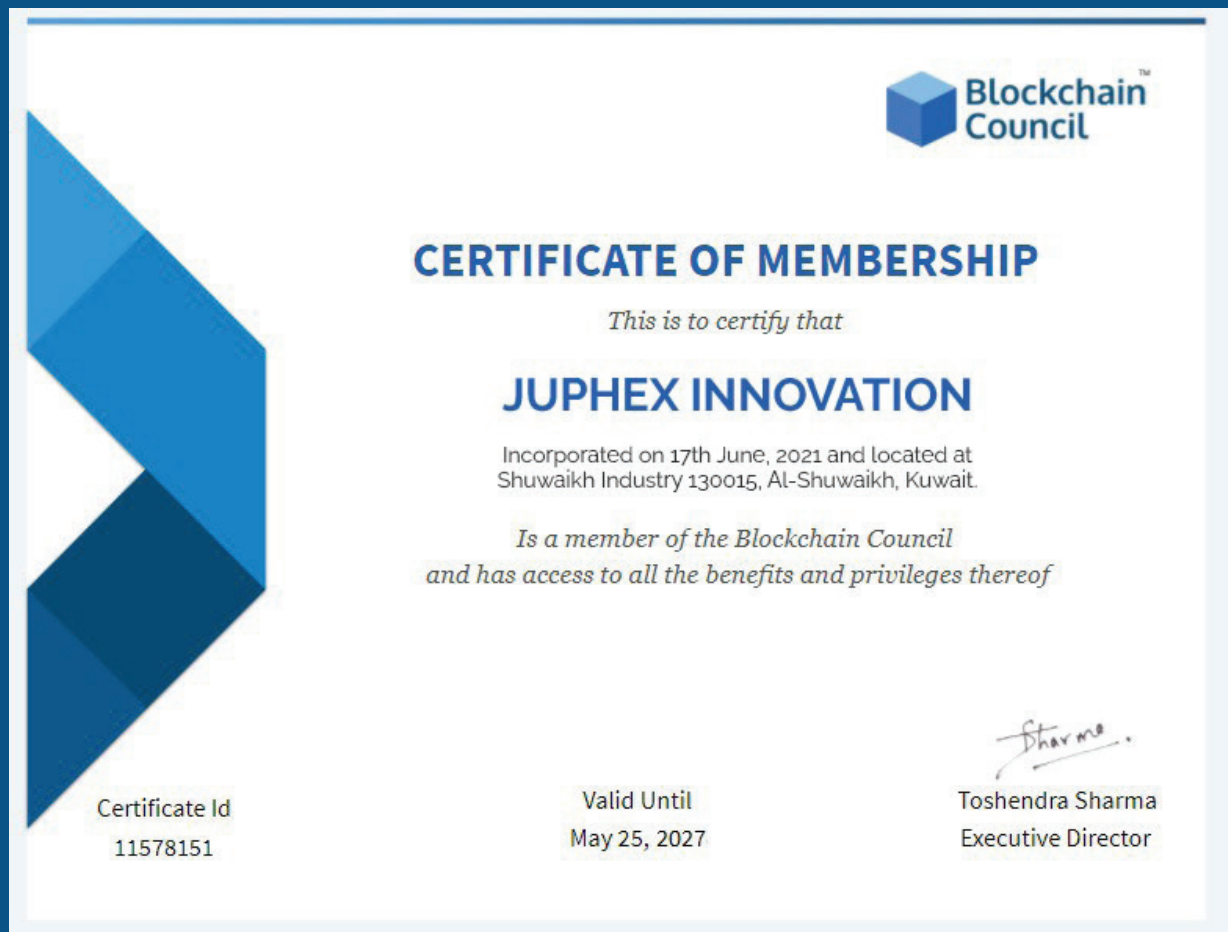 Blockchain™
Council
CERTIFICATE OF MEMBERSHIP
This is to certify that
JUPHEX INNOVATION
Incorporated on 17th June, 2021 and located at
Shuwaikh Industry 130015, Al-Shuwaikh, Kuwait.
Is a member of the Blockchain Council
and has access to all the benefits and privileges thereof
Certificate Id
11578151
Valid Until
May 25, 2027
Sharma
Toshendra Sharma
Executive Director